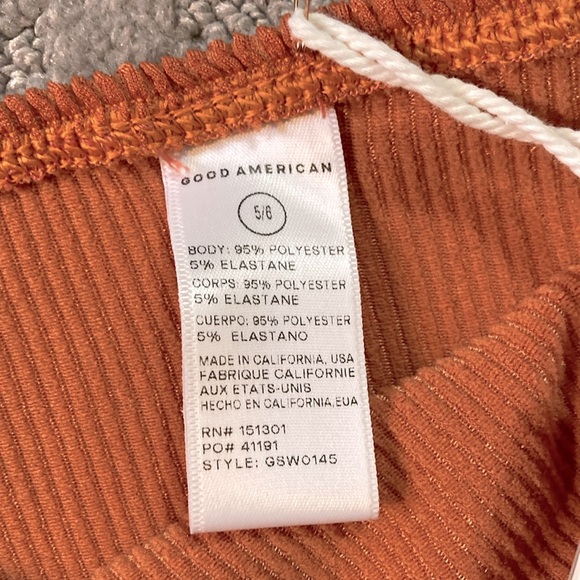 GOOD AMERICAN
5/6
BODY: 95% POLYESTER
5% ELASTANE
CORPS: 95% POLYESTER
5% ELASTANE
CUERPO: 95% POLYESTER
5% ELASTANO
MADE IN CALIFORNIA, USA
FABRIQUE CALIFORNIE
AUX ETATS-UNIS
HECHO EN CALIFORNIA,EUA
RN# 151301
PO# 41191
STYLE: GSW0145